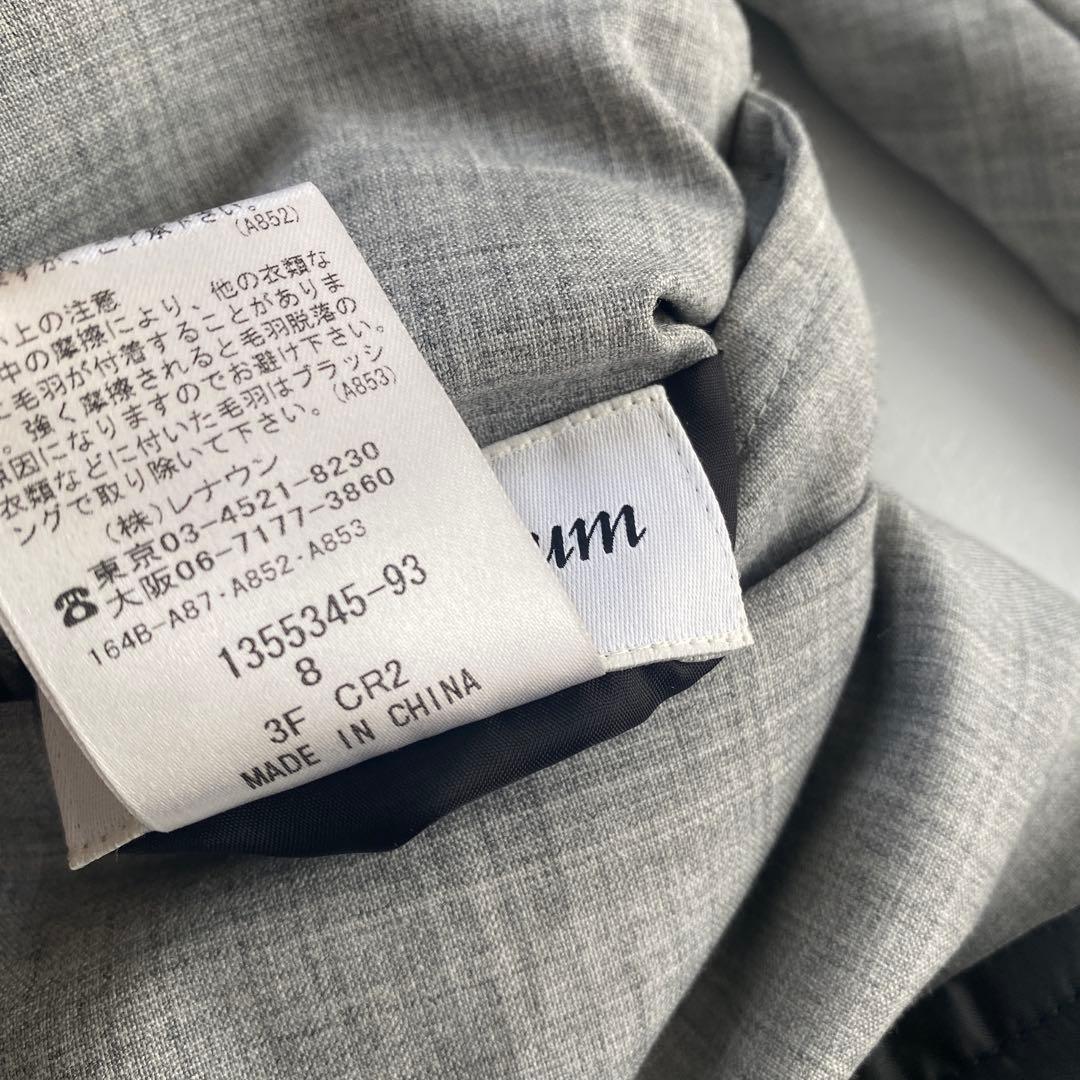 (A852)
上の注意
中の摩擦により、他の衣類な
毛羽が付着することがありま
。強く摩擦されると毛羽脱落の
原因になりますのでお避け下さい。
衣類などに付いた毛羽はブラッシ
ングで取り除いて下さい。(A853)
(株)レナウン
☎東京03-4521-8230
大阪06-7177-3860
164B-A87・A852・A853
1355345-93
8
3F CR2
MADE IN CHINA
um